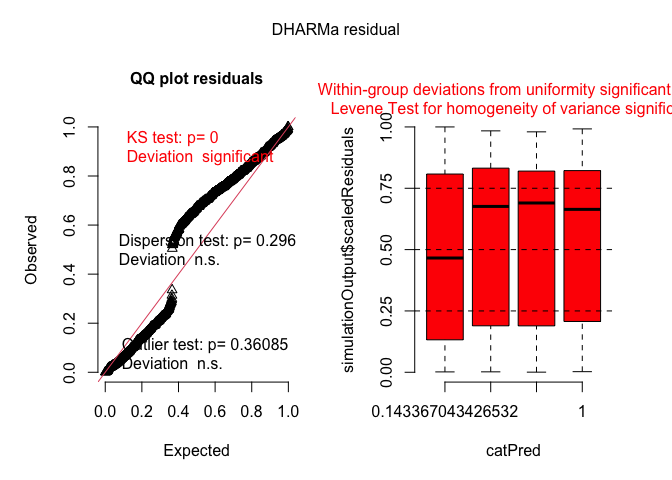 DHARMa residual
QQ plot residuals
KS test: p= 0
Deviation significant
Dispersion test: p= 0.296
Deviation n.s.
Outlier test: p= 0.36085
Deviation n.s.
Observed
0.0 0.2 0.4 0.6 0.8 1.0
0.0 0.2 0.4 0.6 0.8 1.0
Expected
Within-group deviations from uniformity significant
Levene Test for homogeneity of variance signific
simulationOutput$scaledResiduals
0.00 0.25 0.50 0.75 1.00
0.143367043426532 1
catPred